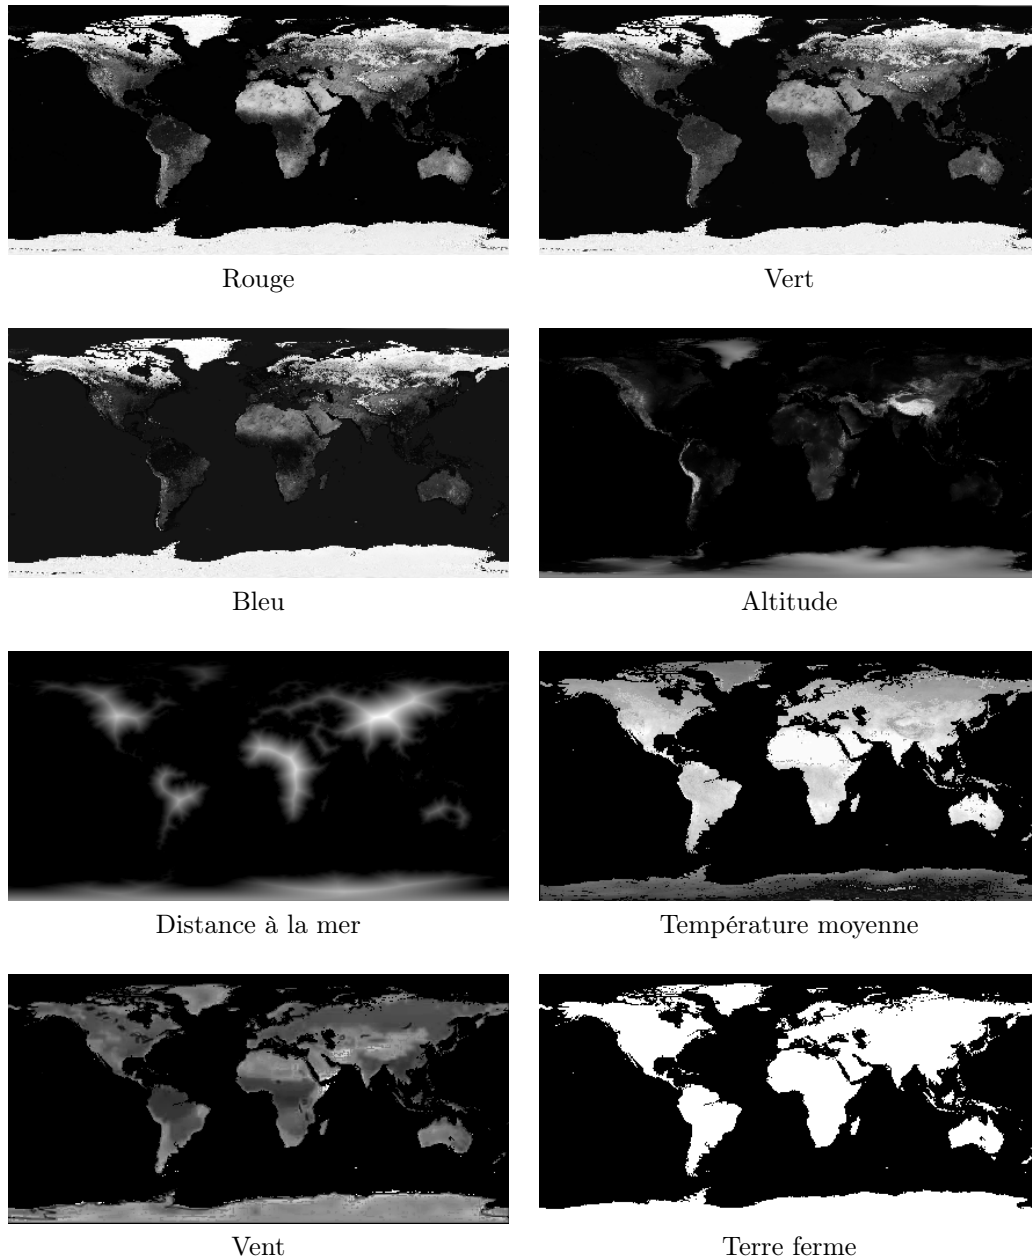 Rouge
Vert
Bleu
Altitude
Distance à la mer
Température moyenne
Vent
Terre ferme